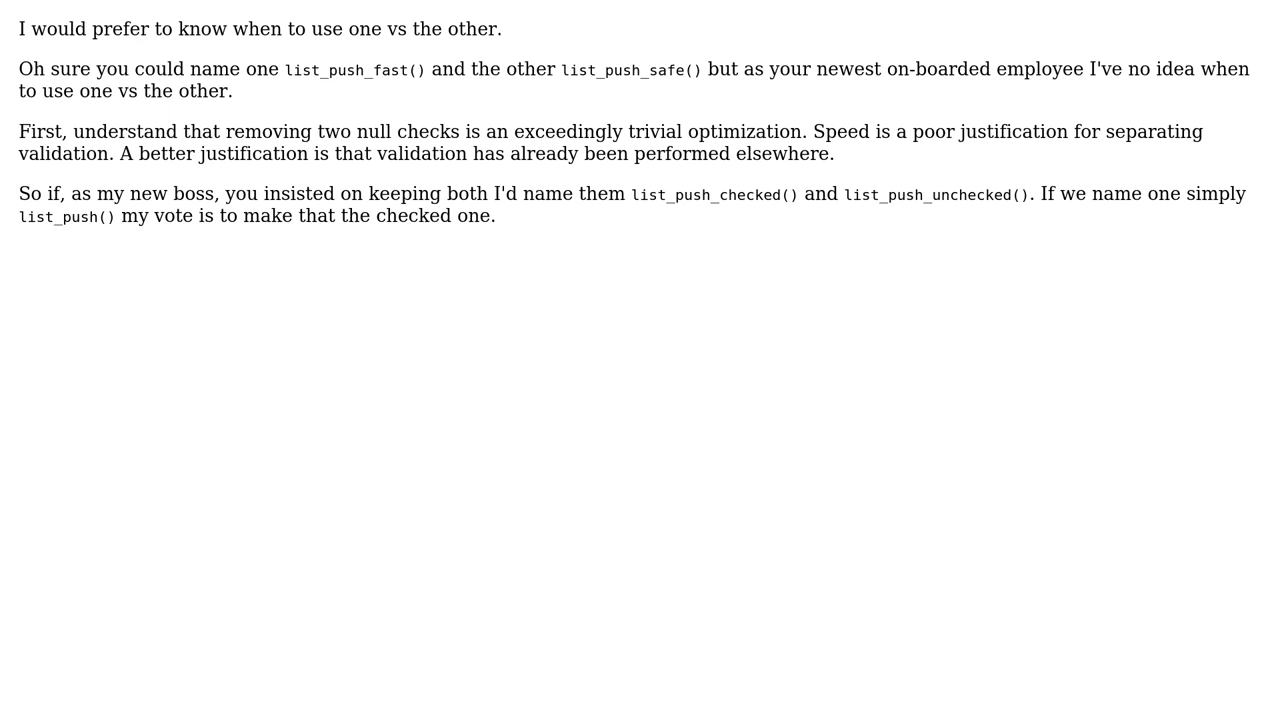 I would prefer to know when to use one vs the other.
Oh sure you could name one list_push_fast() and the other list_push_safe() but as your newest on-boarded employee I've no idea when
to use one vs the other.
First, understand that removing two null checks is an exceedingly trivial optimization. Speed is a poor justification for separating
validation. A better justification is that validation has already been performed elsewhere.
So if, as my new boss, you insisted on keeping both I'd name them list_push_checked() and list_push_unchecked(). If we name one simply
list_push() my vote is to make that the checked one.